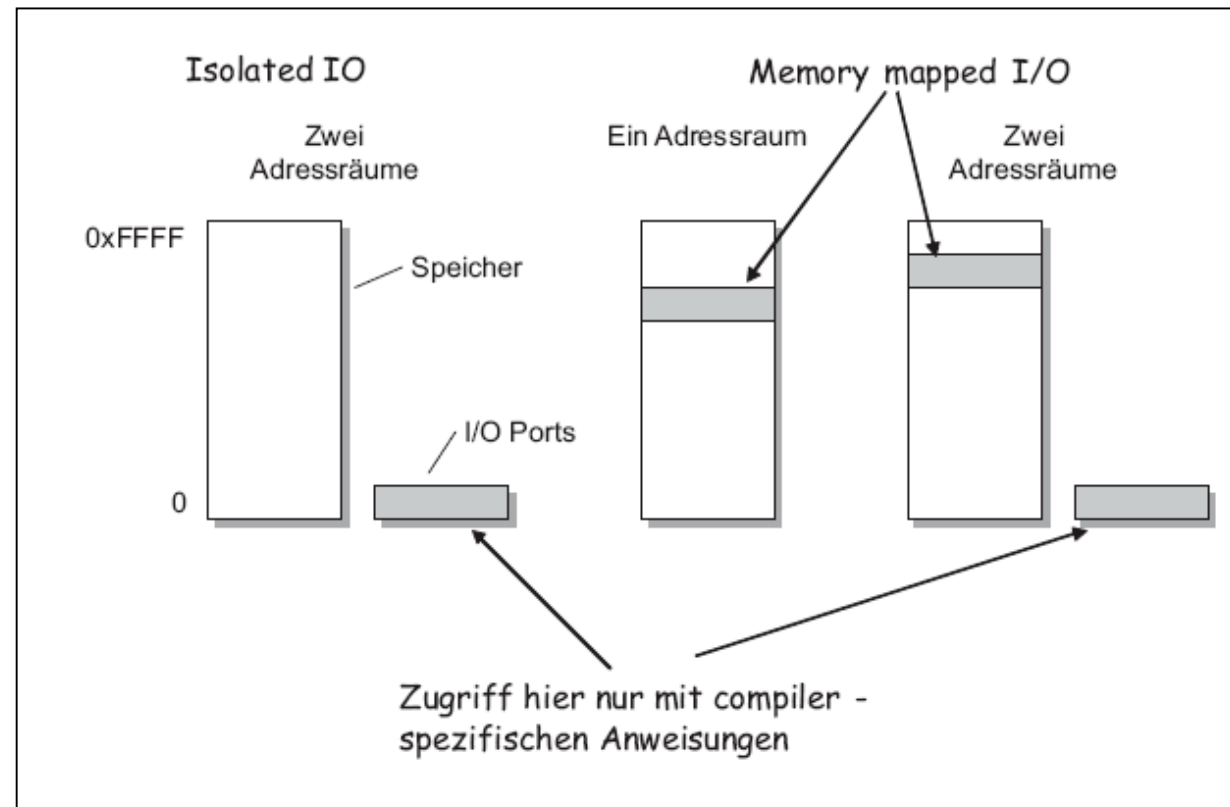 Isolated IO
Memory mapped I/O
Zwei
Adressräume
Ein Adressraum
Zwei
Adressräume
0xFFFF
Speicher
I/O Ports
0
Zugriff hier nur mit compiler -
spezifischen Anweisungen